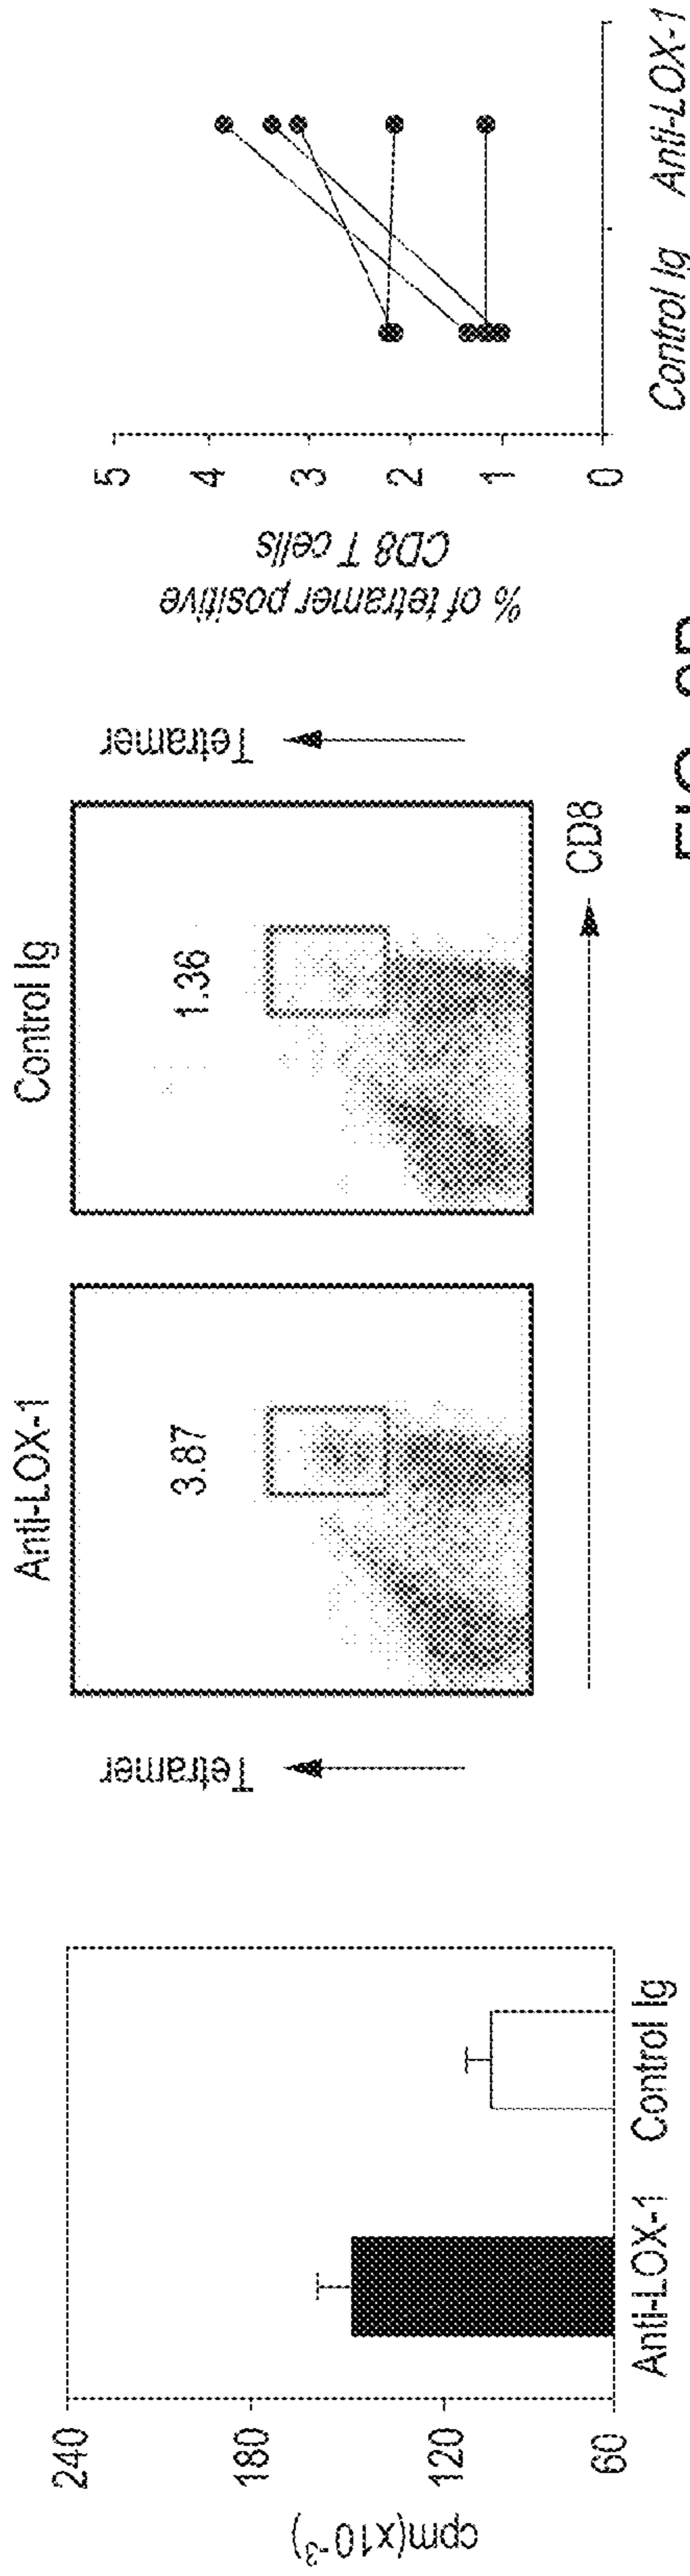 cpm(x10-3)
240
180
120
60
Anti-LOX-1
Control Ig
Anti-LOX-1
Control Ig
3.87
1.36
Tetramer
Tetramer
CD8
% of tetramer positive
CD8 T cells
5
4
3
2
1
0
Control Ig
Anti-LOX-1